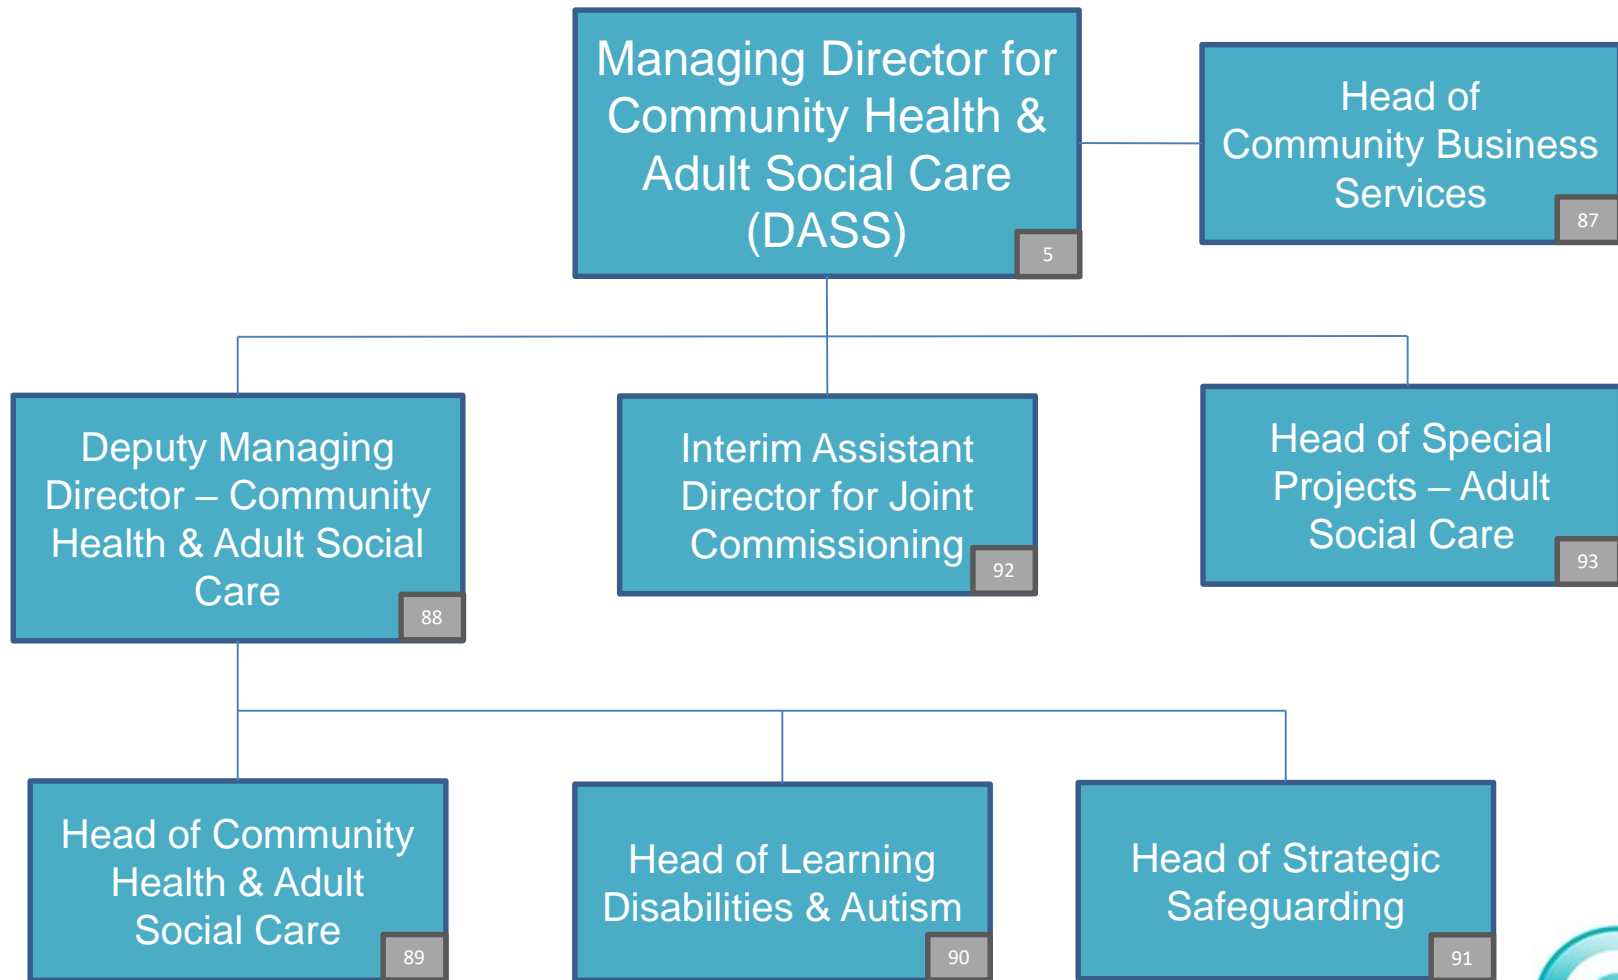 Managing Director for
Community Health &
Adult Social Care
(DASS)
5
Head of
Community Business
Services
87
Deputy Managing
Director – Community
Health & Adult Social
Care
88
Interim Assistant
Director for Joint
Commissioning
92
Head of Special
Projects – Adult
Social Care
93
Head of Community
Health & Adult
Social Care
89
Head of Learning
Disabilities & Autism
90
Head of Strategic
Safeguarding
91